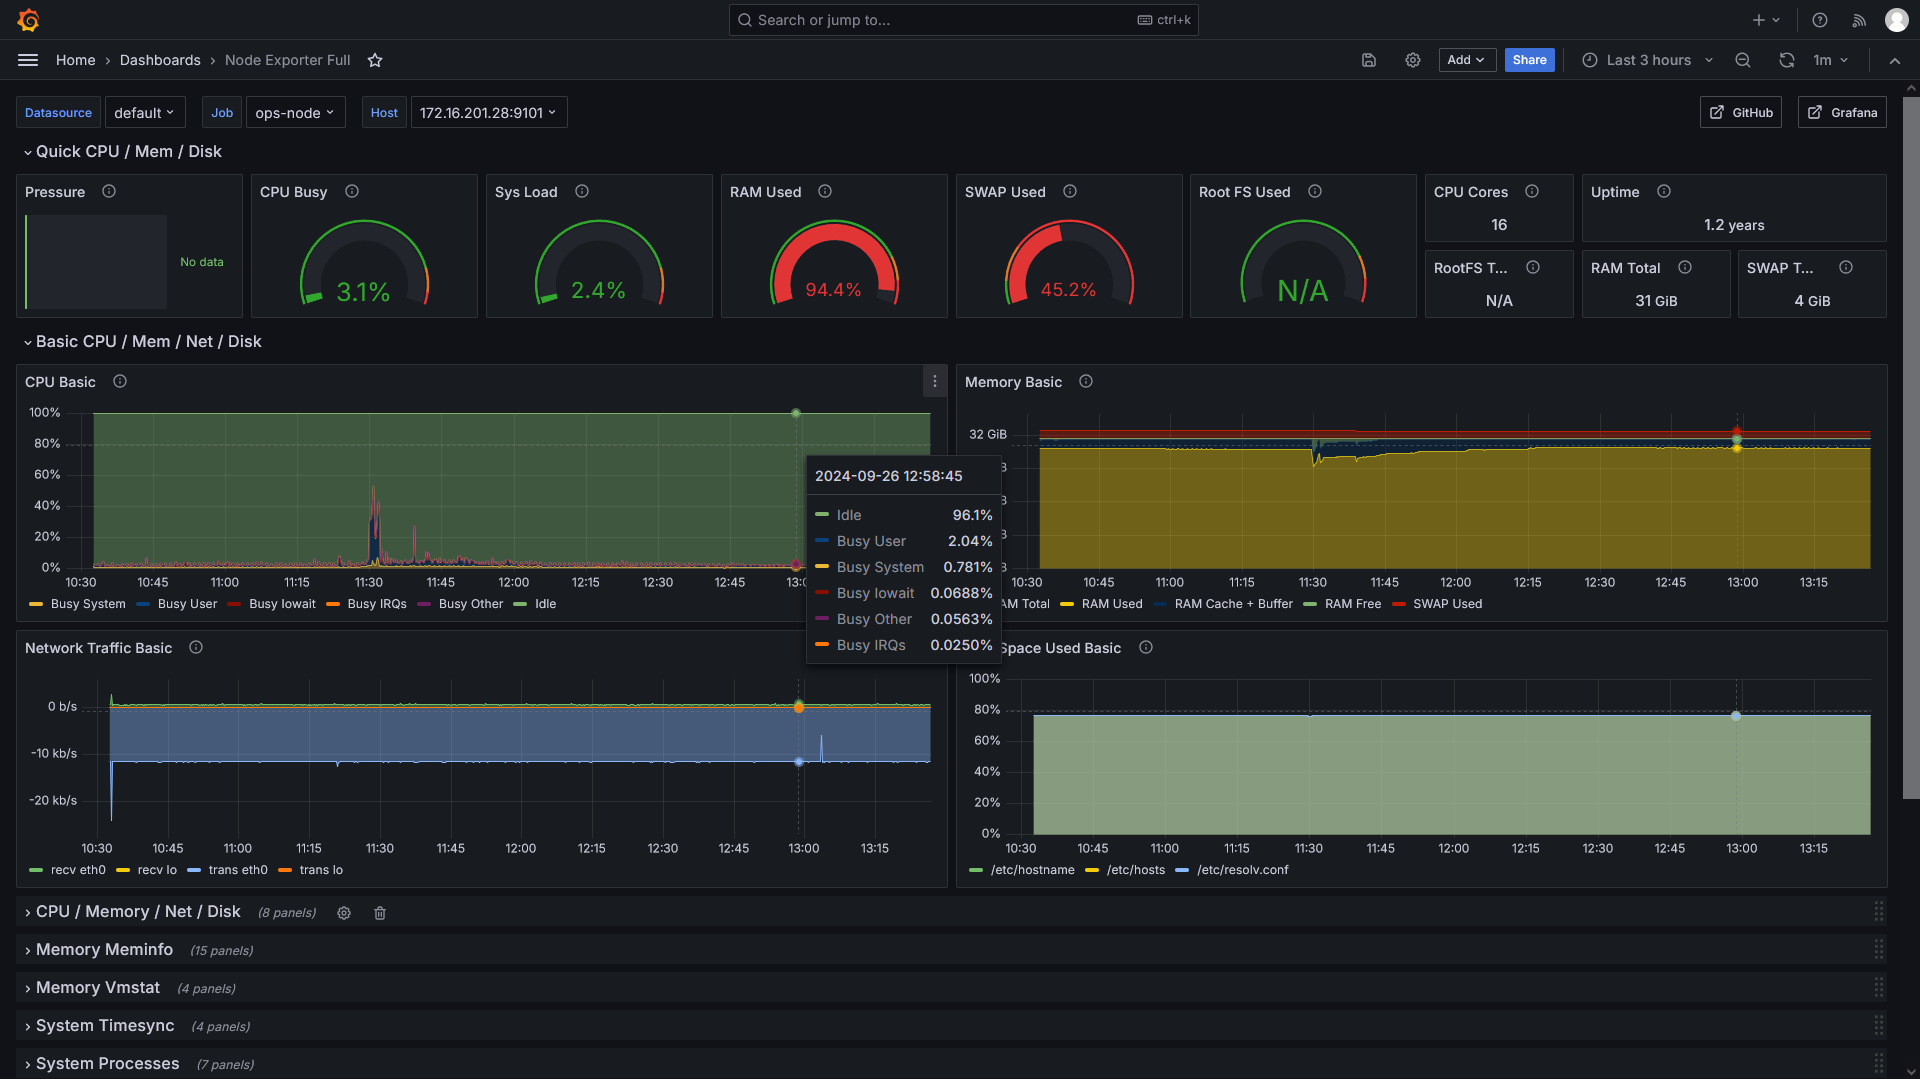 Search or jump to... ctrl+k
Home › Dashboards › Node Exporter Full Add Share Last 3 hours 1m
Datasource default Job ops-node Host 172.16.201.28:9101 GitHub Grafana
Quick CPU / Mem / Disk
Pressure CPU Busy Sys Load RAM Used SWAP Used Root FS Used CPU Cores Uptime
16 1.2 years
No data 3.1% 2.4% 94.4% 45.2% N/A
RootFS T... RAM Total SWAP T...
N/A 31 GiB 4 GiB
Basic CPU / Mem / Net / Disk
CPU Basic
100%
80%
60%
40%
20%
0%
10:30 10:45 11:00 11:15 11:30 11:45 12:00 12:15 12:30 12:45 13:0
Busy System Busy User Busy Iowait Busy IRQs Busy Other Idle
2024-09-26 12:58:45
Idle 96.1%
Busy User 2.04%
Busy System 0.781%
Busy Iowait 0.0688%
Busy Other 0.0563%
Busy IRQs 0.0250%
Memory Basic
32 GiB
B
B
B
B
10:30 10:45 11:00 11:15 11:30 11:45 12:00 12:15 12:30 12:45 13:00 13:15
AM Total RAM Used RAM Cache + Buffer RAM Free SWAP Used
Network Traffic Basic
0 b/s
-10 kb/s
-20 kb/s
10:30 10:45 11:00 11:15 11:30 11:45 12:00 12:15 12:30 12:45 13:00 13:15
recv eth0 recv lo trans eth0 trans lo
Space Used Basic
100%
80%
60%
40%
20%
0%
10:30 10:45 11:00 11:15 11:30 11:45 12:00 12:15 12:30 12:45 13:00 13:15
/etc/hostname /etc/hosts /etc/resolv.conf
CPU / Memory / Net / Disk (8 panels)
Memory Meminfo (15 panels)
Memory Vmstat (4 panels)
System Timesync (4 panels)
System Processes (7 panels)